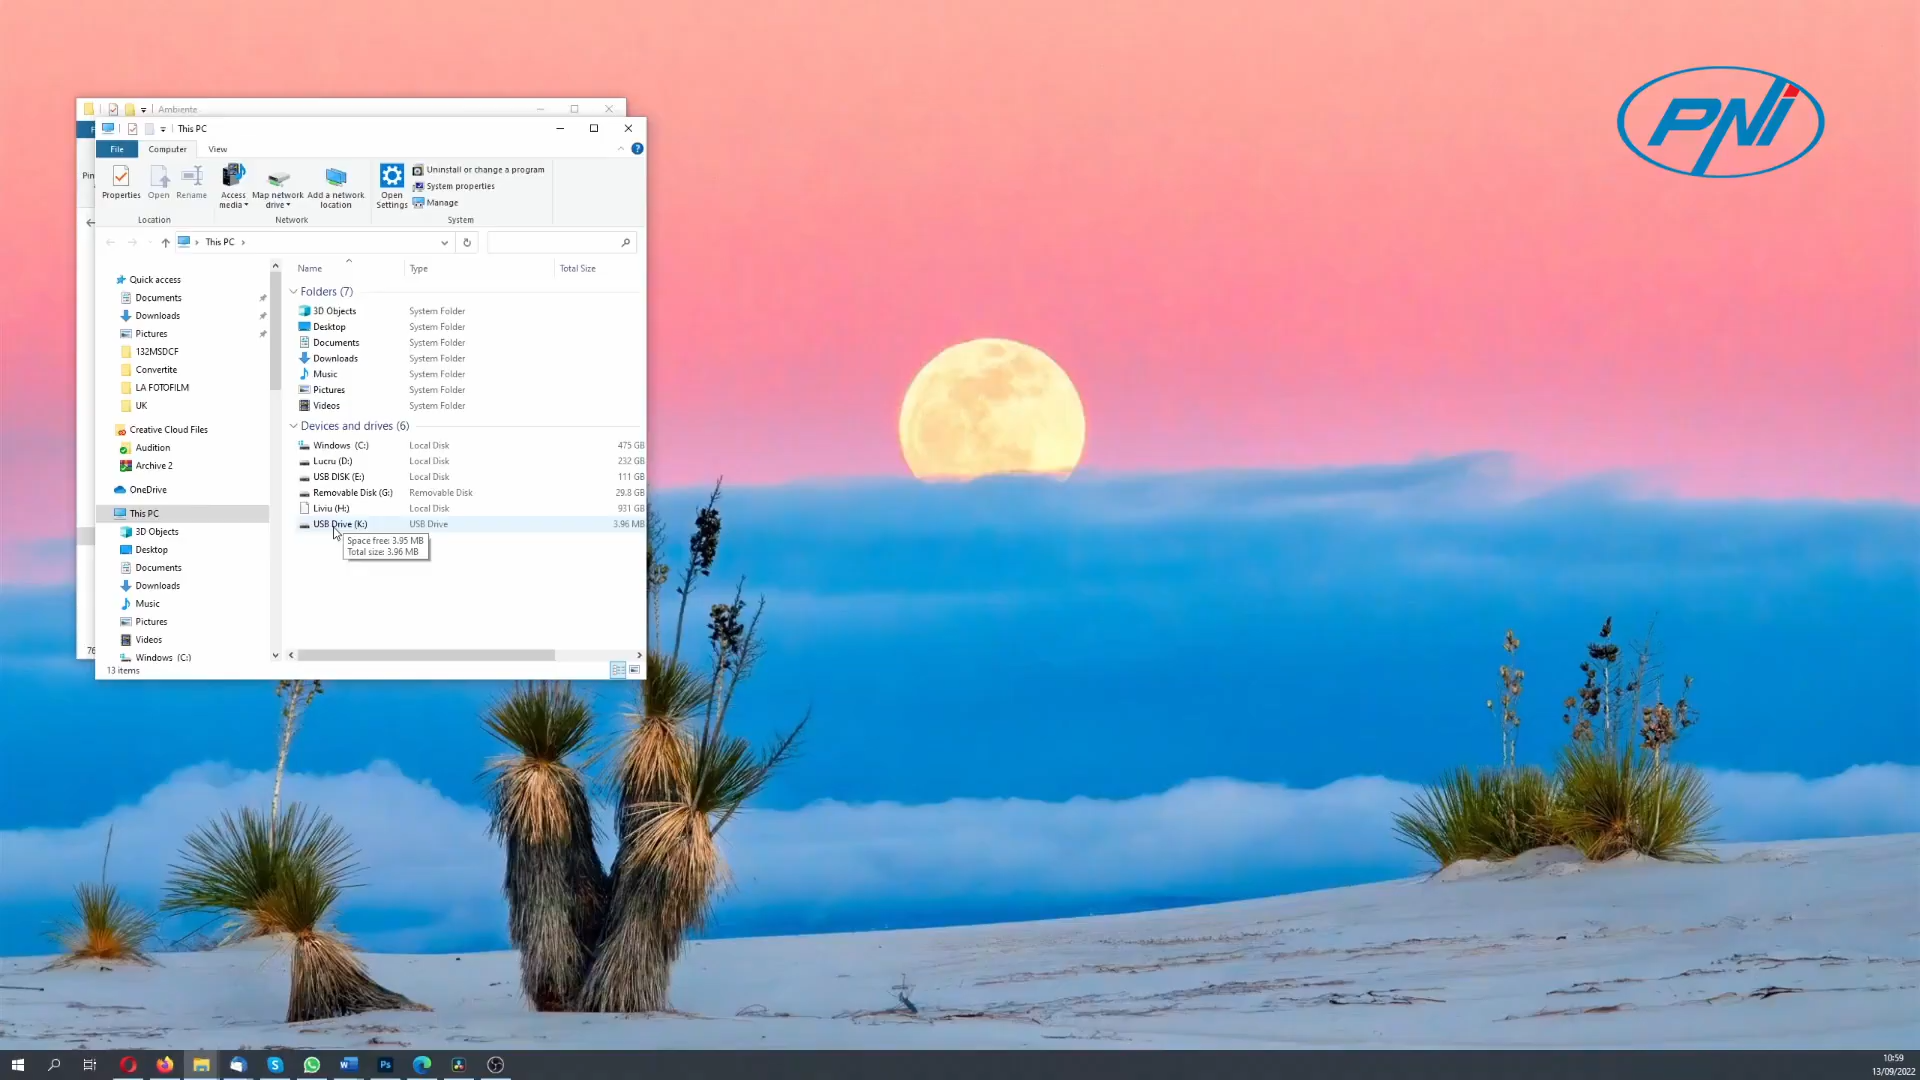 PNI
Ambiente
This PC
File
Computer
View
Pin
Properties
Open
Rename
Access media
Map network drive
Add a network location
Open Settings
Uninstall or change a program
System properties
Manage
Location
Network
System
This PC
Name
Type
Total Size
Quick access
Documents
Downloads
Pictures
132MSDCF
Convertite
LA FOTOFILM
UK
Creative Cloud Files
Audition
Archive 2
OneDrive
This PC
3D Objects
Desktop
Documents
Downloads
Music
Pictures
Videos
Windows (C:)
Folders (7)
3D Objects System Folder
Desktop System Folder
Documents System Folder
Downloads System Folder
Music System Folder
Pictures System Folder
Videos System Folder
Devices and drives (6)
Windows (C:) Local Disk 475 GB
Lucru (D:) Local Disk 232 GB
USB DISK (E:) Local Disk 111 GB
Removable Disk (G:) Removable Disk 29.8 GB
Liviu (H:) Local Disk 931 GB
USB Drive (K:) USB Drive 3.96 MB
Space free: 3.95 MB
Total size: 3.96 MB
76
13 items
W
Ps
10:59
13/09/2022